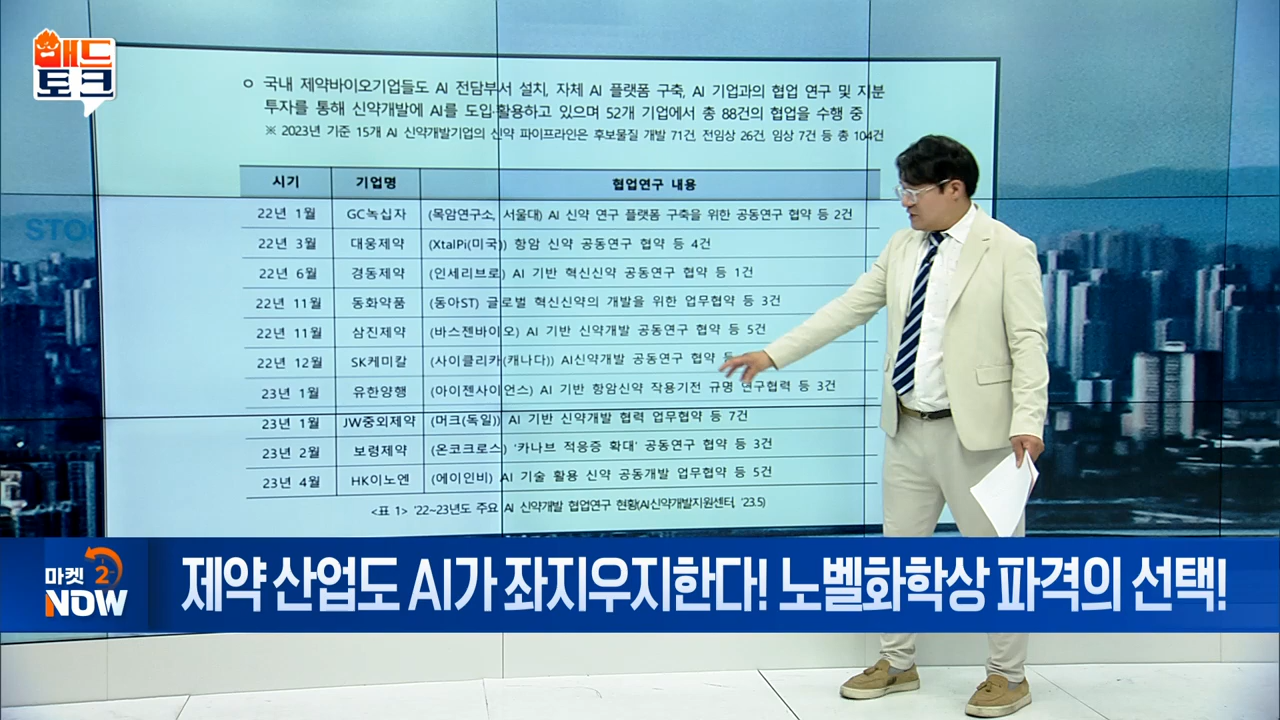 매드
토크
ㅇ 국내 제약바이오기업들도 AI 전담부서 설치, 자체 AI 플랫폼 구축, AI 기업과의 협업 연구 및 지분
투자를 통해 신약개발에 AI를 도입·활용하고 있으며 52개 기업에서 총 88건의 협업을 수행 중
※ 2023년 기준 15개 AI 신약개발기업의 신약 파이프라인은 후보물질 개발 71건, 전임상 26건, 임상 7건 등 총 104건
시기 기업명 협업연구 내용
22년 1월 GC녹십자 (목암연구소, 서울대) AI 신약 연구 플랫폼 구축을 위한 공동연구 협약 등 2건
22년 3월 대웅제약 (XtalPi(미국)) 항암 신약 공동연구 협약 등 4건
22년 6월 경동제약 (인세리브로) AI 기반 혁신신약 공동연구 협약 등 1건
22년 11월 동화약품 (동아ST) 글로벌 혁신신약의 개발을 위한 업무협약 등 3건
22년 11월 삼진제약 (바스젠바이오) AI 기반 신약개발 공동연구 협약 등 5건
22년 12월 SK케미칼 (사이클리카(캐나다)) AI신약개발 공동연구 협약 등
23년 1월 유한양행 (아이젠사이언스) AI 기반 항암신약 작용기전 규명 연구협력 등 3건
23년 1월 JW중외제약 (머크(독일)) AI 기반 신약개발 협력 업무협약 등 7건
23년 2월 보령제약 (온코크로스) '카나브 적응증 확대' 공동연구 협약 등 3건
23년 4월 HK이노엔 (에이인비) AI 기술 활용 신약 공동개발 업무협약 등 5건
<표 1> '22~23년도 주요 AI 신약개발 협업연구 현황(AI신약개발지원센터, '23.5)
마켓 2
NOW
제약 산업도 AI가 좌지우지한다! 노벨화학상 파격의 선택!